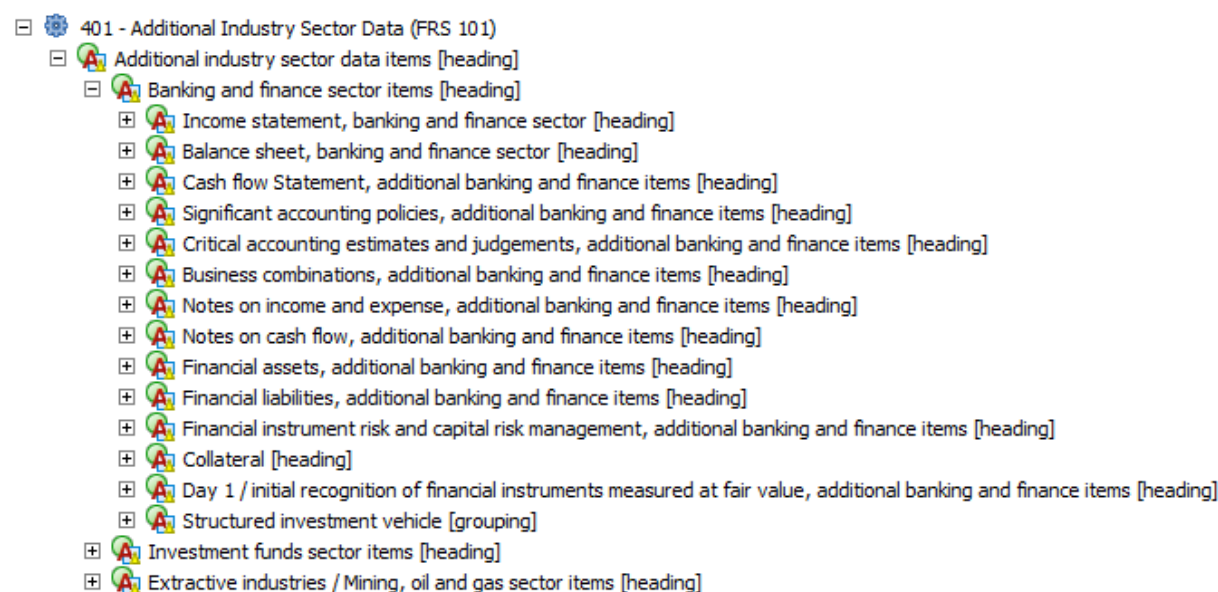 401 - Additional Industry Sector Data (FRS 101)
Additional industry sector data items [heading]
Banking and finance sector items [heading]
Income statement, banking and finance sector [heading]
Balance sheet, banking and finance sector [heading]
Cash flow Statement, additional banking and finance items [heading]
Significant accounting policies, additional banking and finance items [heading]
Critical accounting estimates and judgements, additional banking and finance items [heading]
Business combinations, additional banking and finance items [heading]
Notes on income and expense, additional banking and finance items [heading]
Notes on cash flow, additional banking and finance items [heading]
Financial assets, additional banking and finance items [heading]
Financial liabilities, additional banking and finance items [heading]
Financial instrument risk and capital risk management, additional banking and finance items [heading]
Collateral [heading]
Day 1 / initial recognition of financial instruments measured at fair value, additional banking and finance items [heading]
Structured investment vehicle [grouping]
Investment funds sector items [heading]
Extractive industries / Mining, oil and gas sector items [heading]